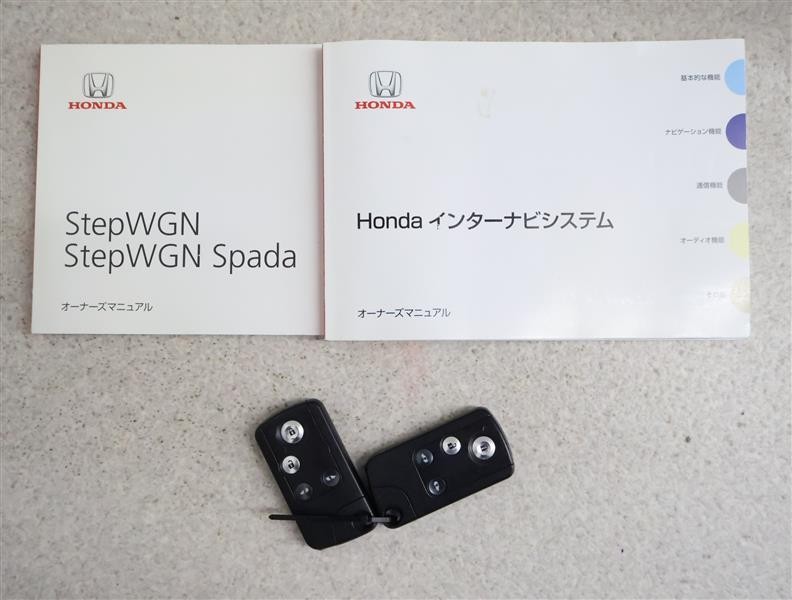 HONDA
StepWGN
StepWGN Spada
オーナーズマニュアル
HONDA
Honda インターナビシステム
オーナーズマニュアル
基本的な機能
ナビゲーション機能
通信機能
オーディオ機能
その他